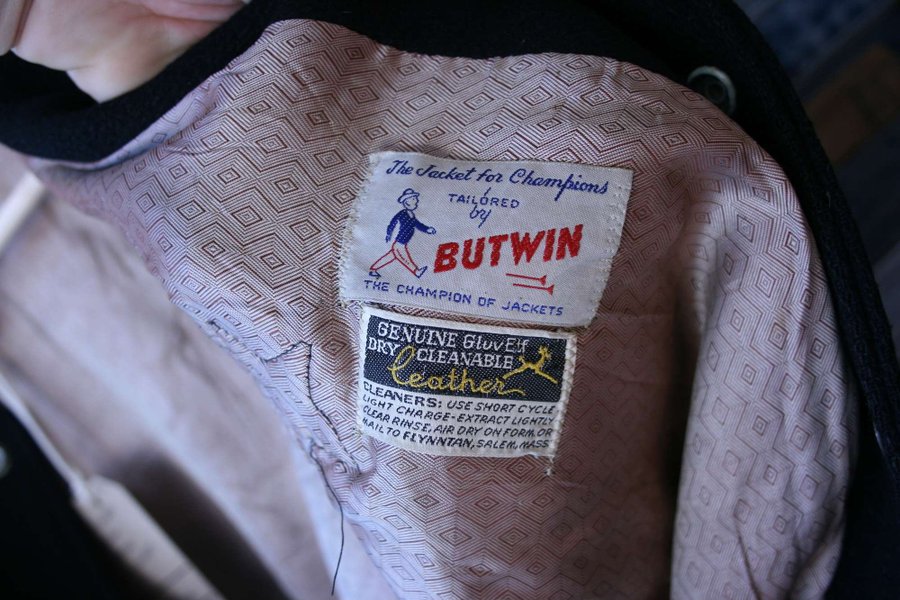 The Jacket for Champions
TAILORED
by
BUTWIN
THE CHAMPION OF JACKETS
GENUINE GluvElf
DRY CLEANABLE
Leather
CLEANERS: USE SHORT CYCLE
LIGHT CHARGE-EXTRACT LIGHTLY
CLEAR RINSE, AIR DRY ON FORM, OR
MAIL TO FLYNNTAN, SALEM, MASS